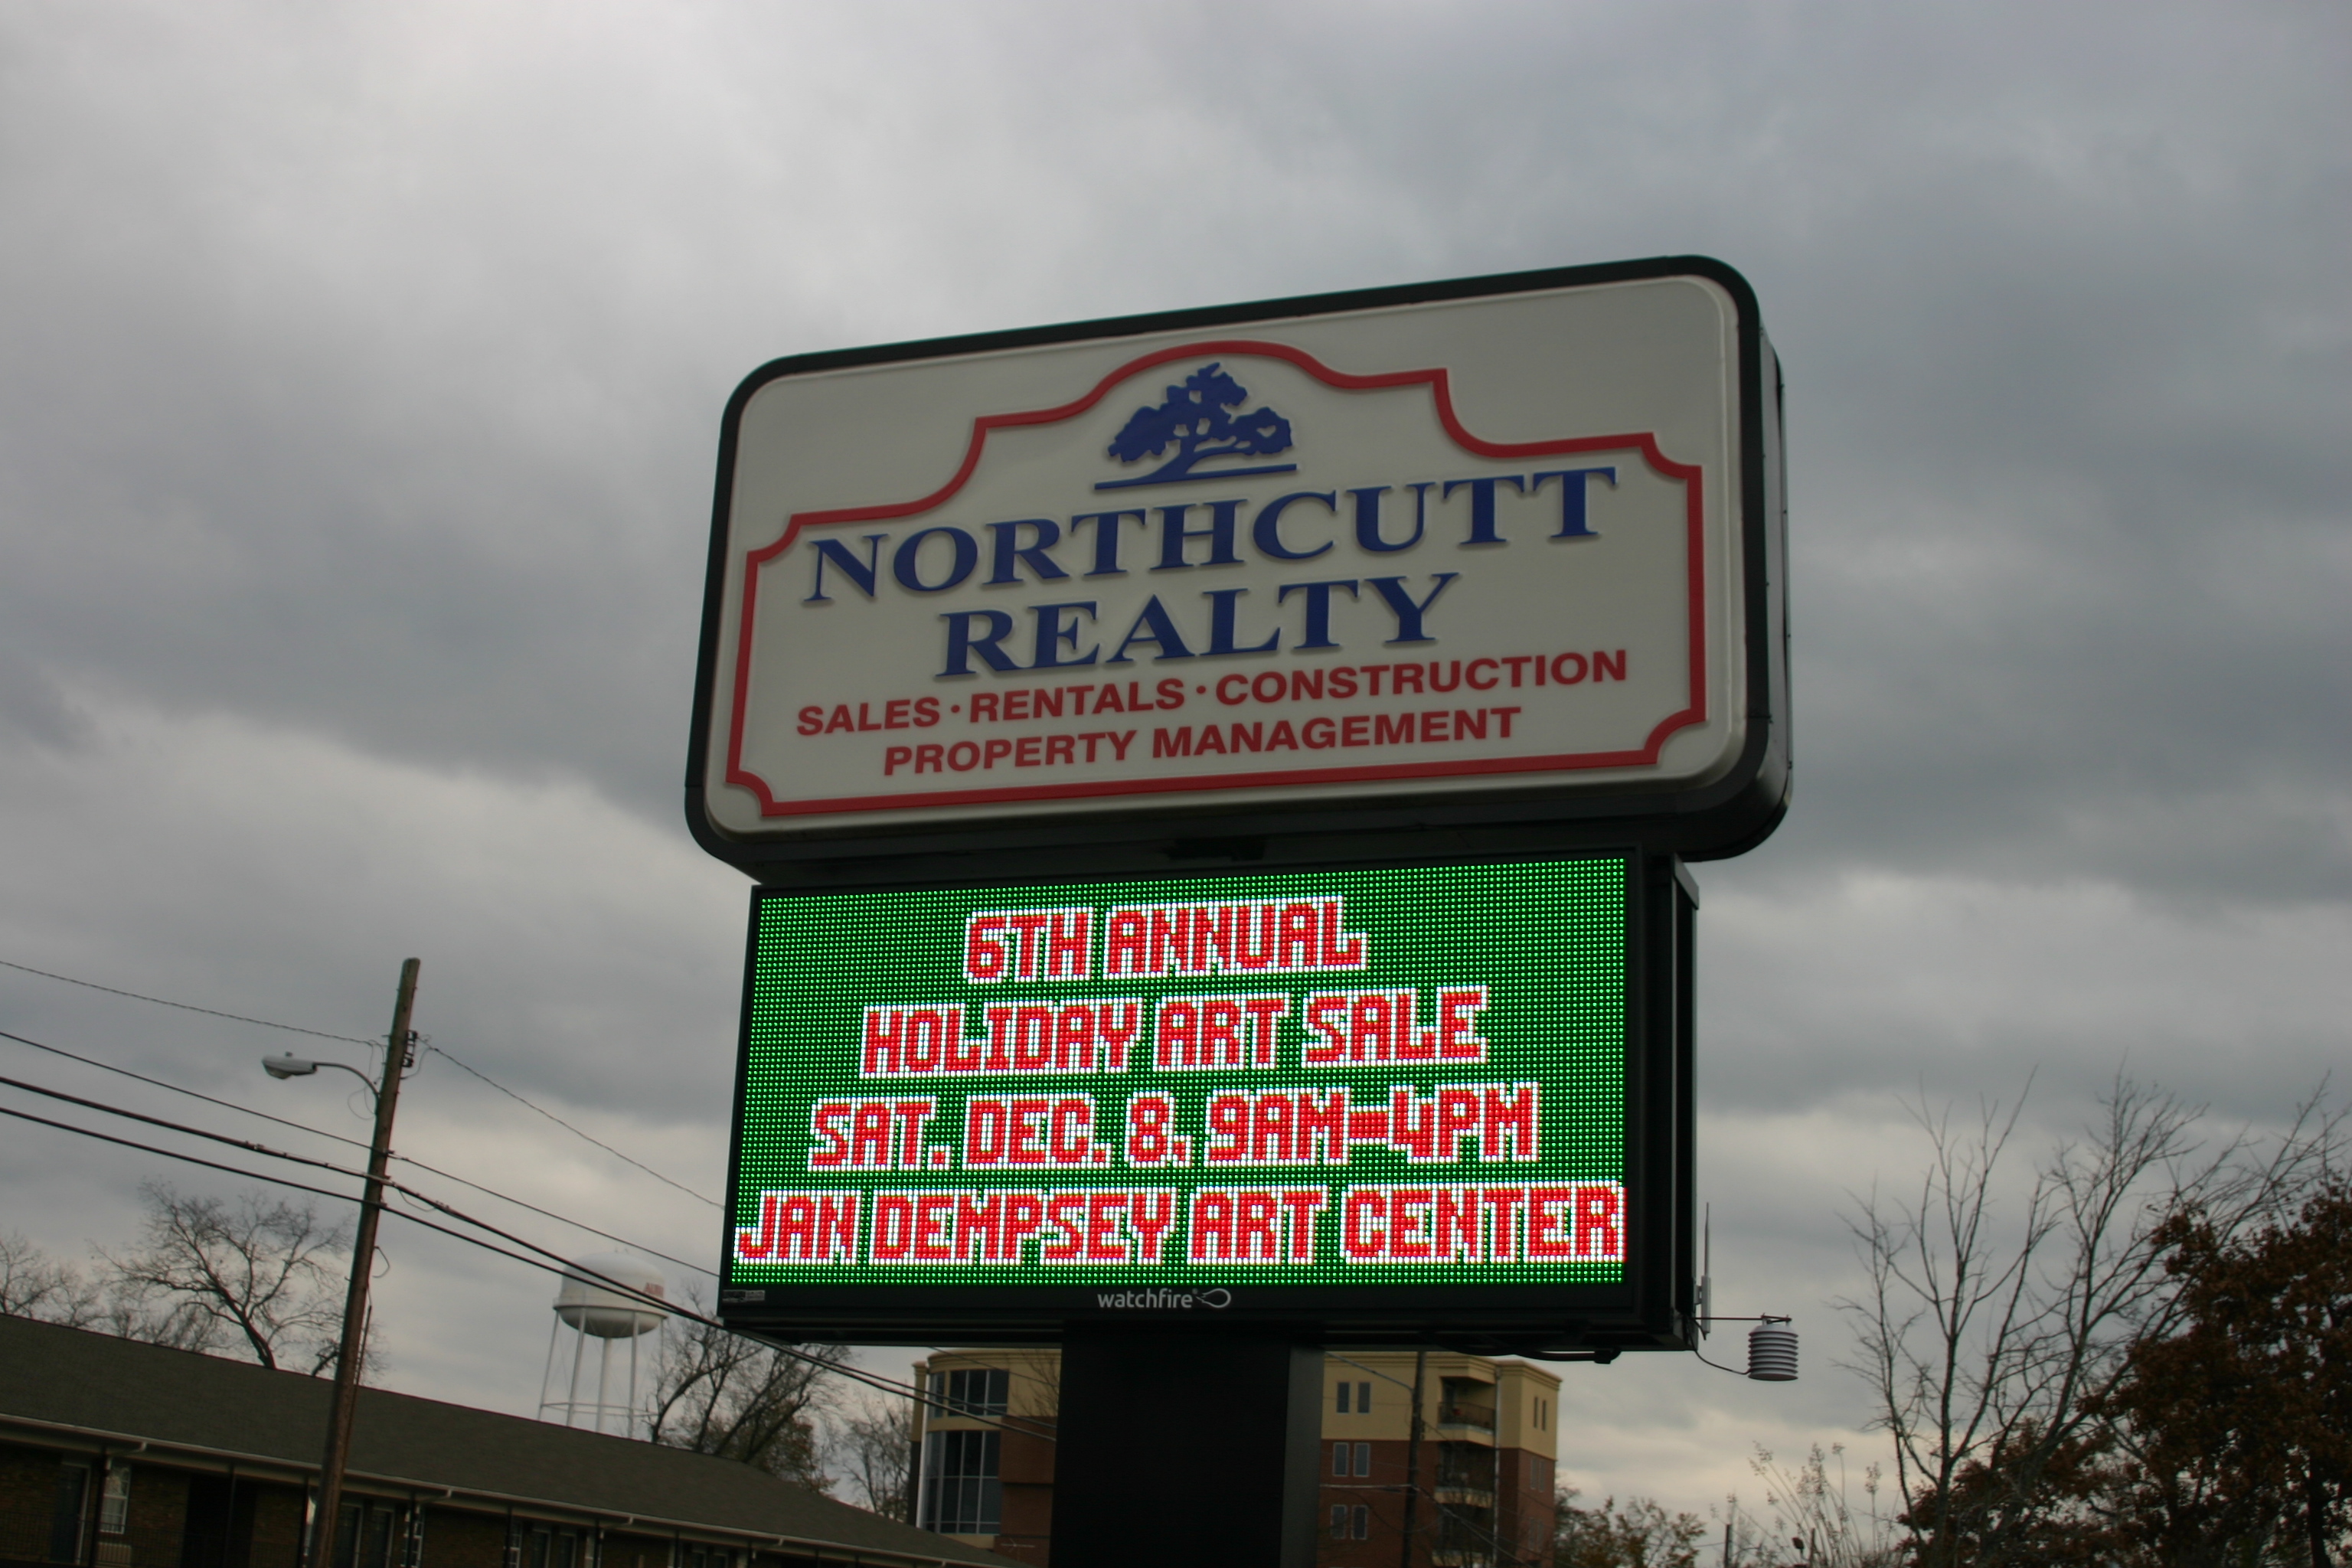 NORTHCUTT
REALTY
SALES · RENTALS · CONSTRUCTION
PROPERTY MANAGEMENT
6TH ANNUAL
HOLIDAY ART SALE
SAT. DEC. 8, 9AM-4PM
JAN DEMPSEY ART CENTER
watchfire®